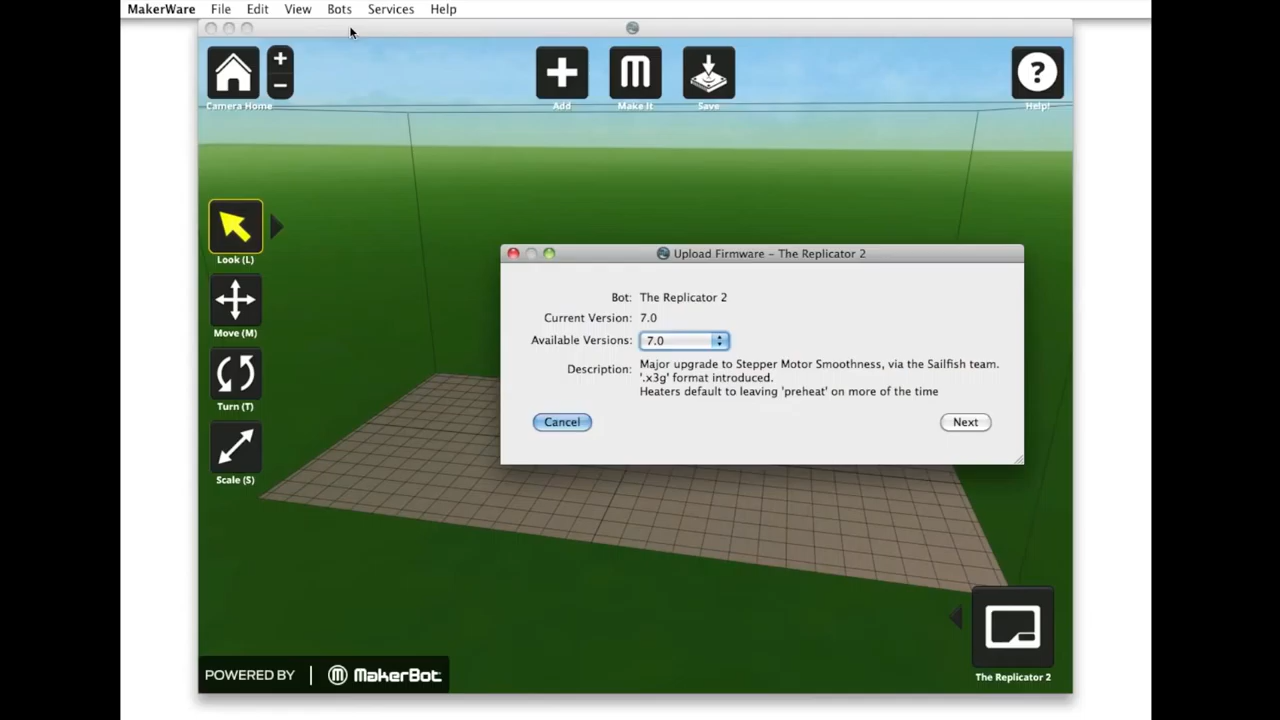 MakerWare File Edit View Bots Services Help
Camera Home
Add
Make It
Save
Help!
Look (L)
Move (M)
Turn (T)
Scale (S)
Upload Firmware – The Replicator 2
Bot: The Replicator 2
Current Version: 7.0
Available Versions: 7.0
Description: Major upgrade to Stepper Motor Smoothness, via the Sailfish team.
'.x3g' format introduced.
Heaters default to leaving 'preheat' on more of the time
Cancel Next
POWERED BY | MakerBot
The Replicator 2